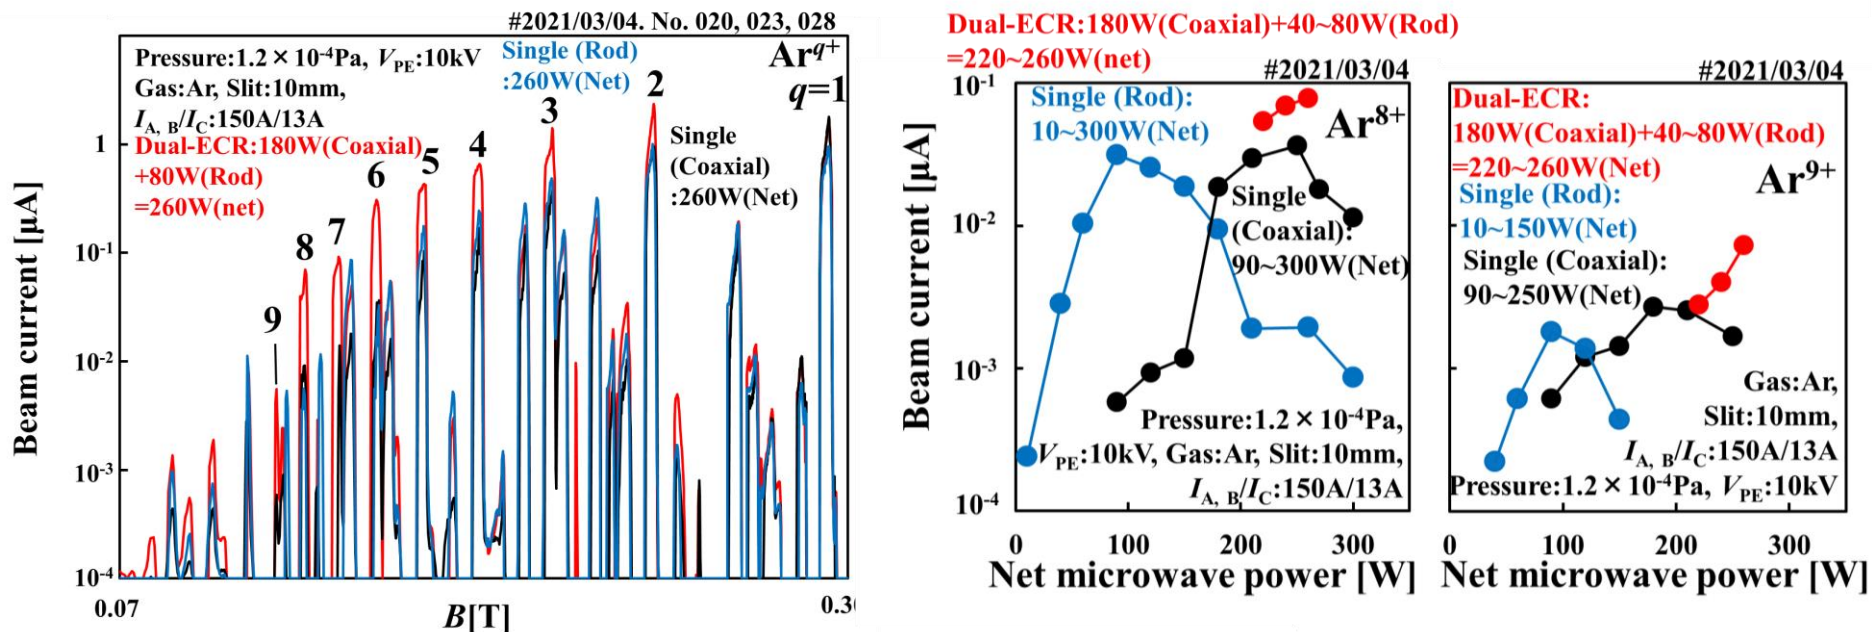 #2021/03/04. No. 020, 023, 028
Pressure:1.2×10⁻⁴Pa, V_PE:10kV
Gas:Ar, Slit:10mm,
I_A, B/I_C:150A/13A
Dual-ECR:180W(Coaxial)
+80W(Rod)
=260W(net)
Single (Rod)
:260W(Net)
Single
(Coaxial)
:260W(Net)
Ar^q+
q=1
2
3
4
5
6
7
8
9
Beam current [μA]
1
10⁻¹
10⁻²
10⁻³
10⁻⁴
0.07
B[T]
Dual-ECR:180W(Coaxial)+40~80W(Rod)
=220~260W(net)
#2021/03/04
Single (Rod):
10~300W(Net)
Ar⁸⁺
Single
(Coaxial):
90~300W(Net)
Pressure:1.2×10⁻⁴Pa,
V_PE:10kV, Gas:Ar, Slit:10mm,
I_A, B/I_C:150A/13A
Beam current [μA]
10⁻¹
10⁻²
10⁻³
10⁻⁴
0 100 200 300
Net microwave power [W]
#2021/03/04
Dual-ECR:
180W(Coaxial)+40~80W(Rod)
=220~260W(Net)
Single (Rod):
10~150W(Net)
Single (Coaxial):
90~250W(Net)
Ar⁹⁺
Gas:Ar,
Slit:10mm,
I_A, B/I_C:150A/13A
Pressure:1.2×10⁻⁴Pa, V_PE:10kV
0 100 200 300
Net microwave power [W]